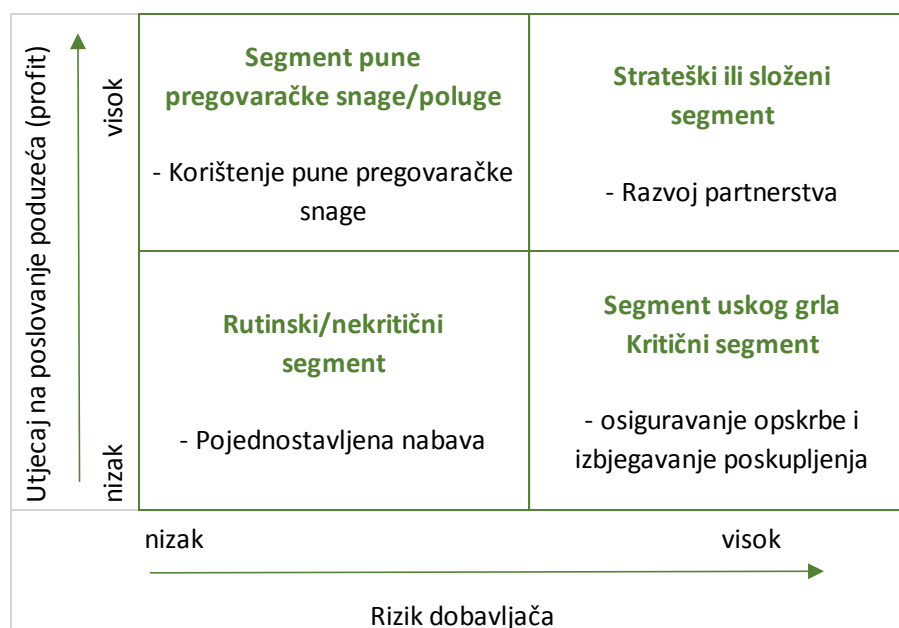 Utjecaj na poslovanje poduzeća (profit)
visok
nizak
Segment pune
pregovaračke snage/poluge
- Korištenje pune pregovaračke
snage
Strateški ili složeni
segment
- Razvoj partnerstva
Rutinski/nekritični
segment
- Pojednostavljena nabava
Segment uskog grla
Kritični segment
- osiguravanje opskrbe i
izbjegavanje poskupljenja
nizak
visok
Rizik dobavljača